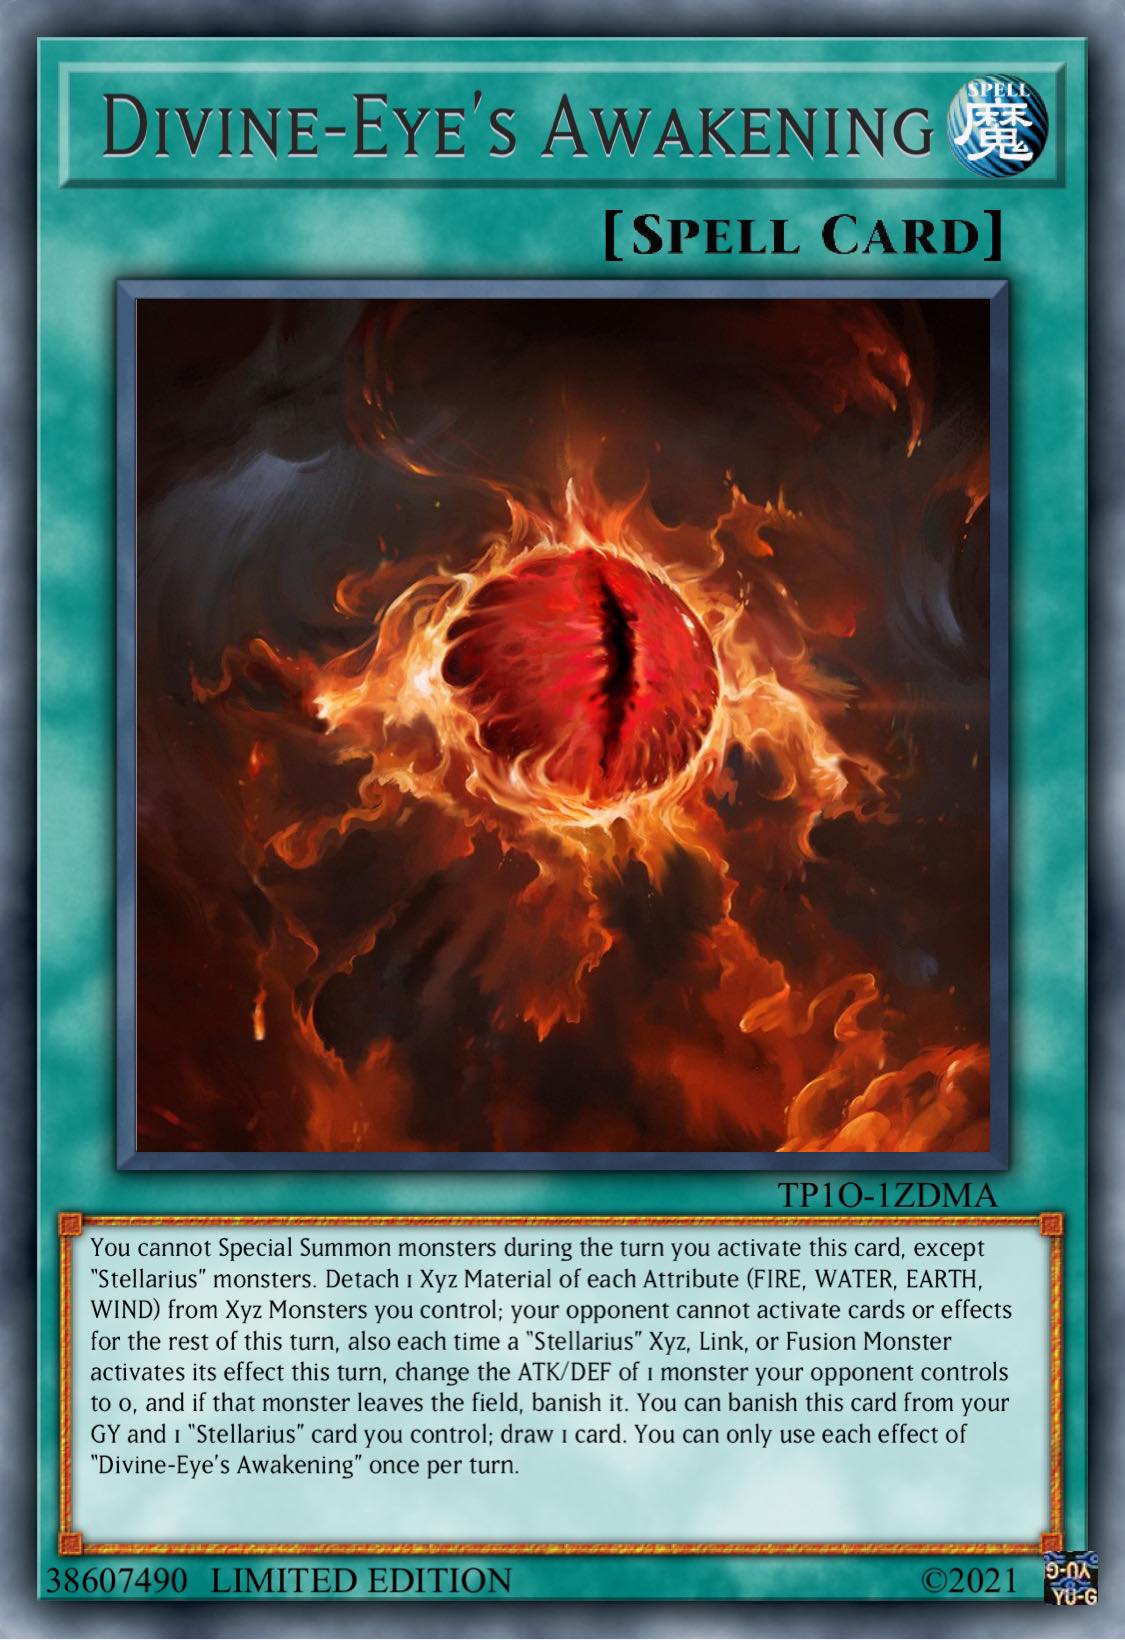 Divine-Eye's Awakening
SPELL
魔
[Spell Card]
TP1O-1ZDMA
You cannot Special Summon monsters during the turn you activate this card, except
"Stellarius" monsters. Detach 1 Xyz Material of each Attribute (FIRE, WATER, EARTH,
WIND) from Xyz Monsters you control; your opponent cannot activate cards or effects
for the rest of this turn, also each time a "Stellarius" Xyz, Link, or Fusion Monster
activates its effect this turn, change the ATK/DEF of 1 monster your opponent controls
to 0, and if that monster leaves the field, banish it. You can banish this card from your
GY and 1 "Stellarius" card you control; draw 1 card. You can only use each effect of
"Divine-Eye's Awakening" once per turn.
38607490 LIMITED EDITION
©2021
YU-G